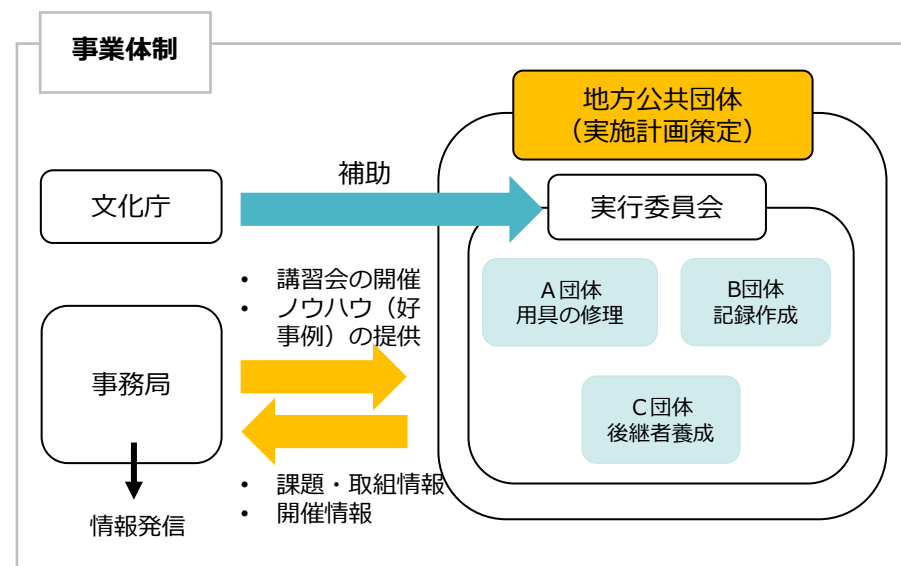 事業体制
地方公共団体
（実施計画策定）
文化庁
補助
実行委員会
A団体
用具の修理
B団体
記録作成
C団体
後継者養成
• 講習会の開催
• ノウハウ（好
事例）の提供
事務局
• 課題・取組情報
• 開催情報
情報発信